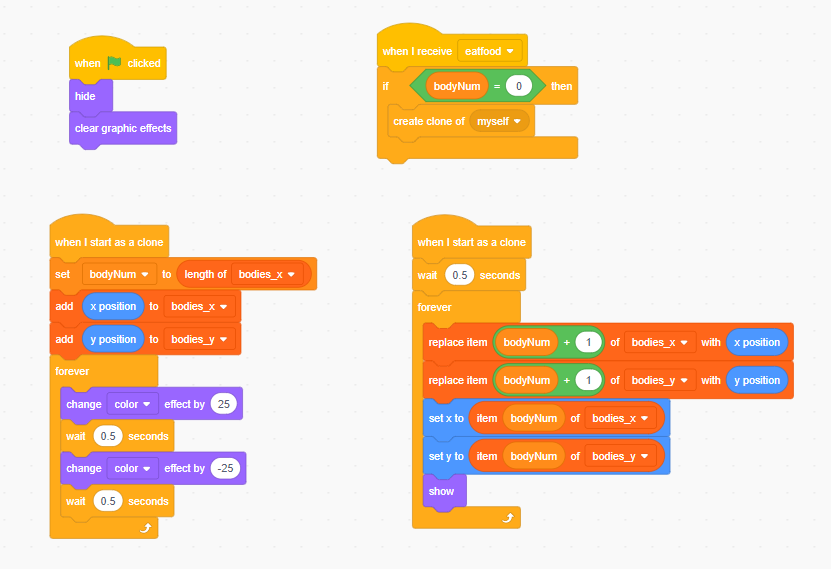 when clicked
hide
clear graphic effects
when I receive eatfood
if bodyNum = 0 then
create clone of myself
when I start as a clone
set bodyNum to length of bodies_x
add x position to bodies_x
add y position to bodies_y
forever
change color effect by 25
wait 0.5 seconds
change color effect by -25
wait 0.5 seconds
when I start as a clone
wait 0.5 seconds
forever
replace item bodyNum + 1 of bodies_x with x position
replace item bodyNum + 1 of bodies_y with y position
set x to item bodyNum of bodies_x
set y to item bodyNum of bodies_y
show